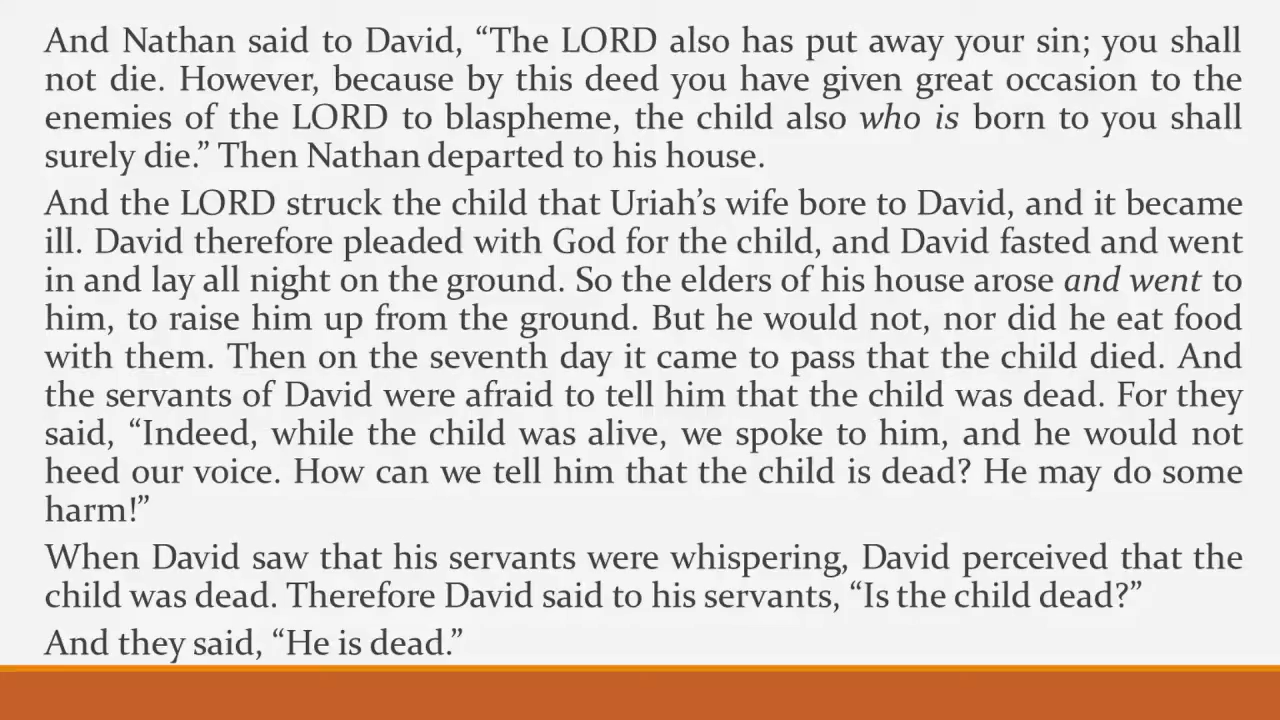 And Nathan said to David, “The LORD also has put away your sin; you shall
not die. However, because by this deed you have given great occasion to the
enemies of the LORD to blaspheme, the child also who is born to you shall
surely die.” Then Nathan departed to his house.
And the LORD struck the child that Uriah’s wife bore to David, and it became
ill. David therefore pleaded with God for the child, and David fasted and went
in and lay all night on the ground. So the elders of his house arose and went to
him, to raise him up from the ground. But he would not, nor did he eat food
with them. Then on the seventh day it came to pass that the child died. And
the servants of David were afraid to tell him that the child was dead. For they
said, “Indeed, while the child was alive, we spoke to him, and he would not
heed our voice. How can we tell him that the child is dead? He may do some
harm!”
When David saw that his servants were whispering, David perceived that the
child was dead. Therefore David said to his servants, “Is the child dead?”
And they said, “He is dead.”